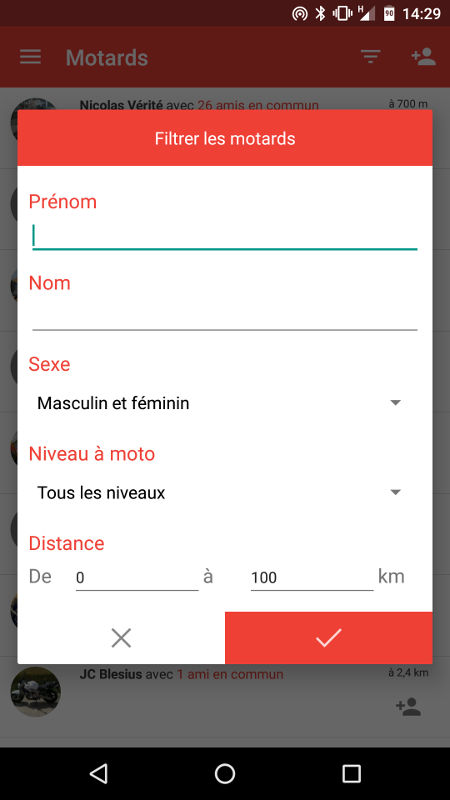 H
90
14:29
Motards
Nicolas Vérité avec 26 amis en commun
à 700 m
Filtrer les motards
Prénom
Nom
Sexe
Masculin et féminin
Niveau à moto
Tous les niveaux
Distance
De 0 à 100 km
JC Blesius avec 1 ami en commun
à 2,4 km